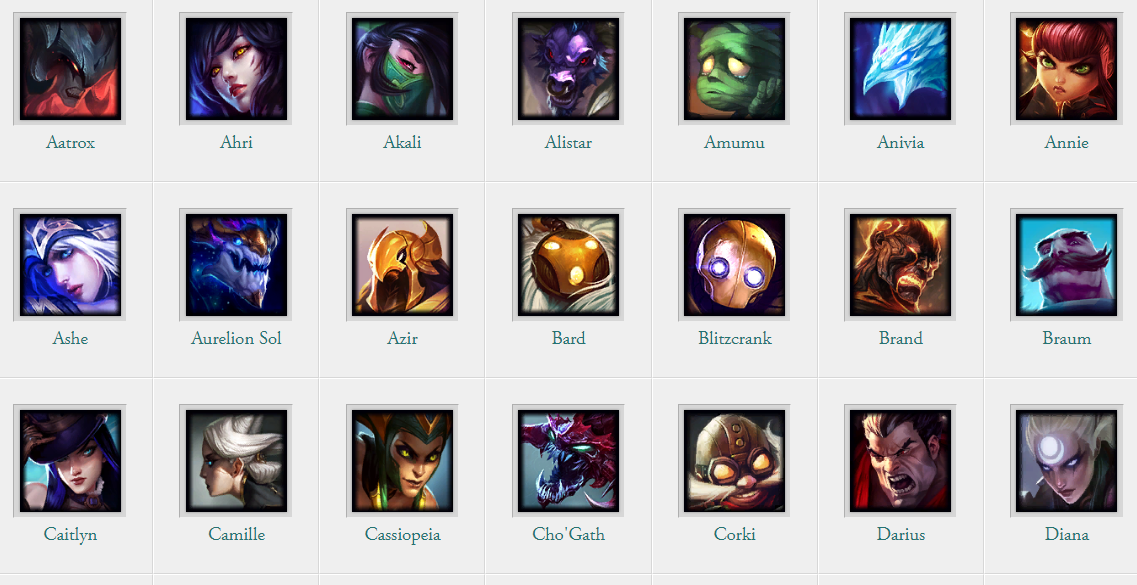 Aatrox
Ahri
Akali
Alistar
Amumu
Anivia
Annie
Ashe
Aurelion Sol
Azir
Bard
Blitzcrank
Brand
Braum
Caitlyn
Camille
Cassiopeia
Cho'Gath
Corki
Darius
Diana